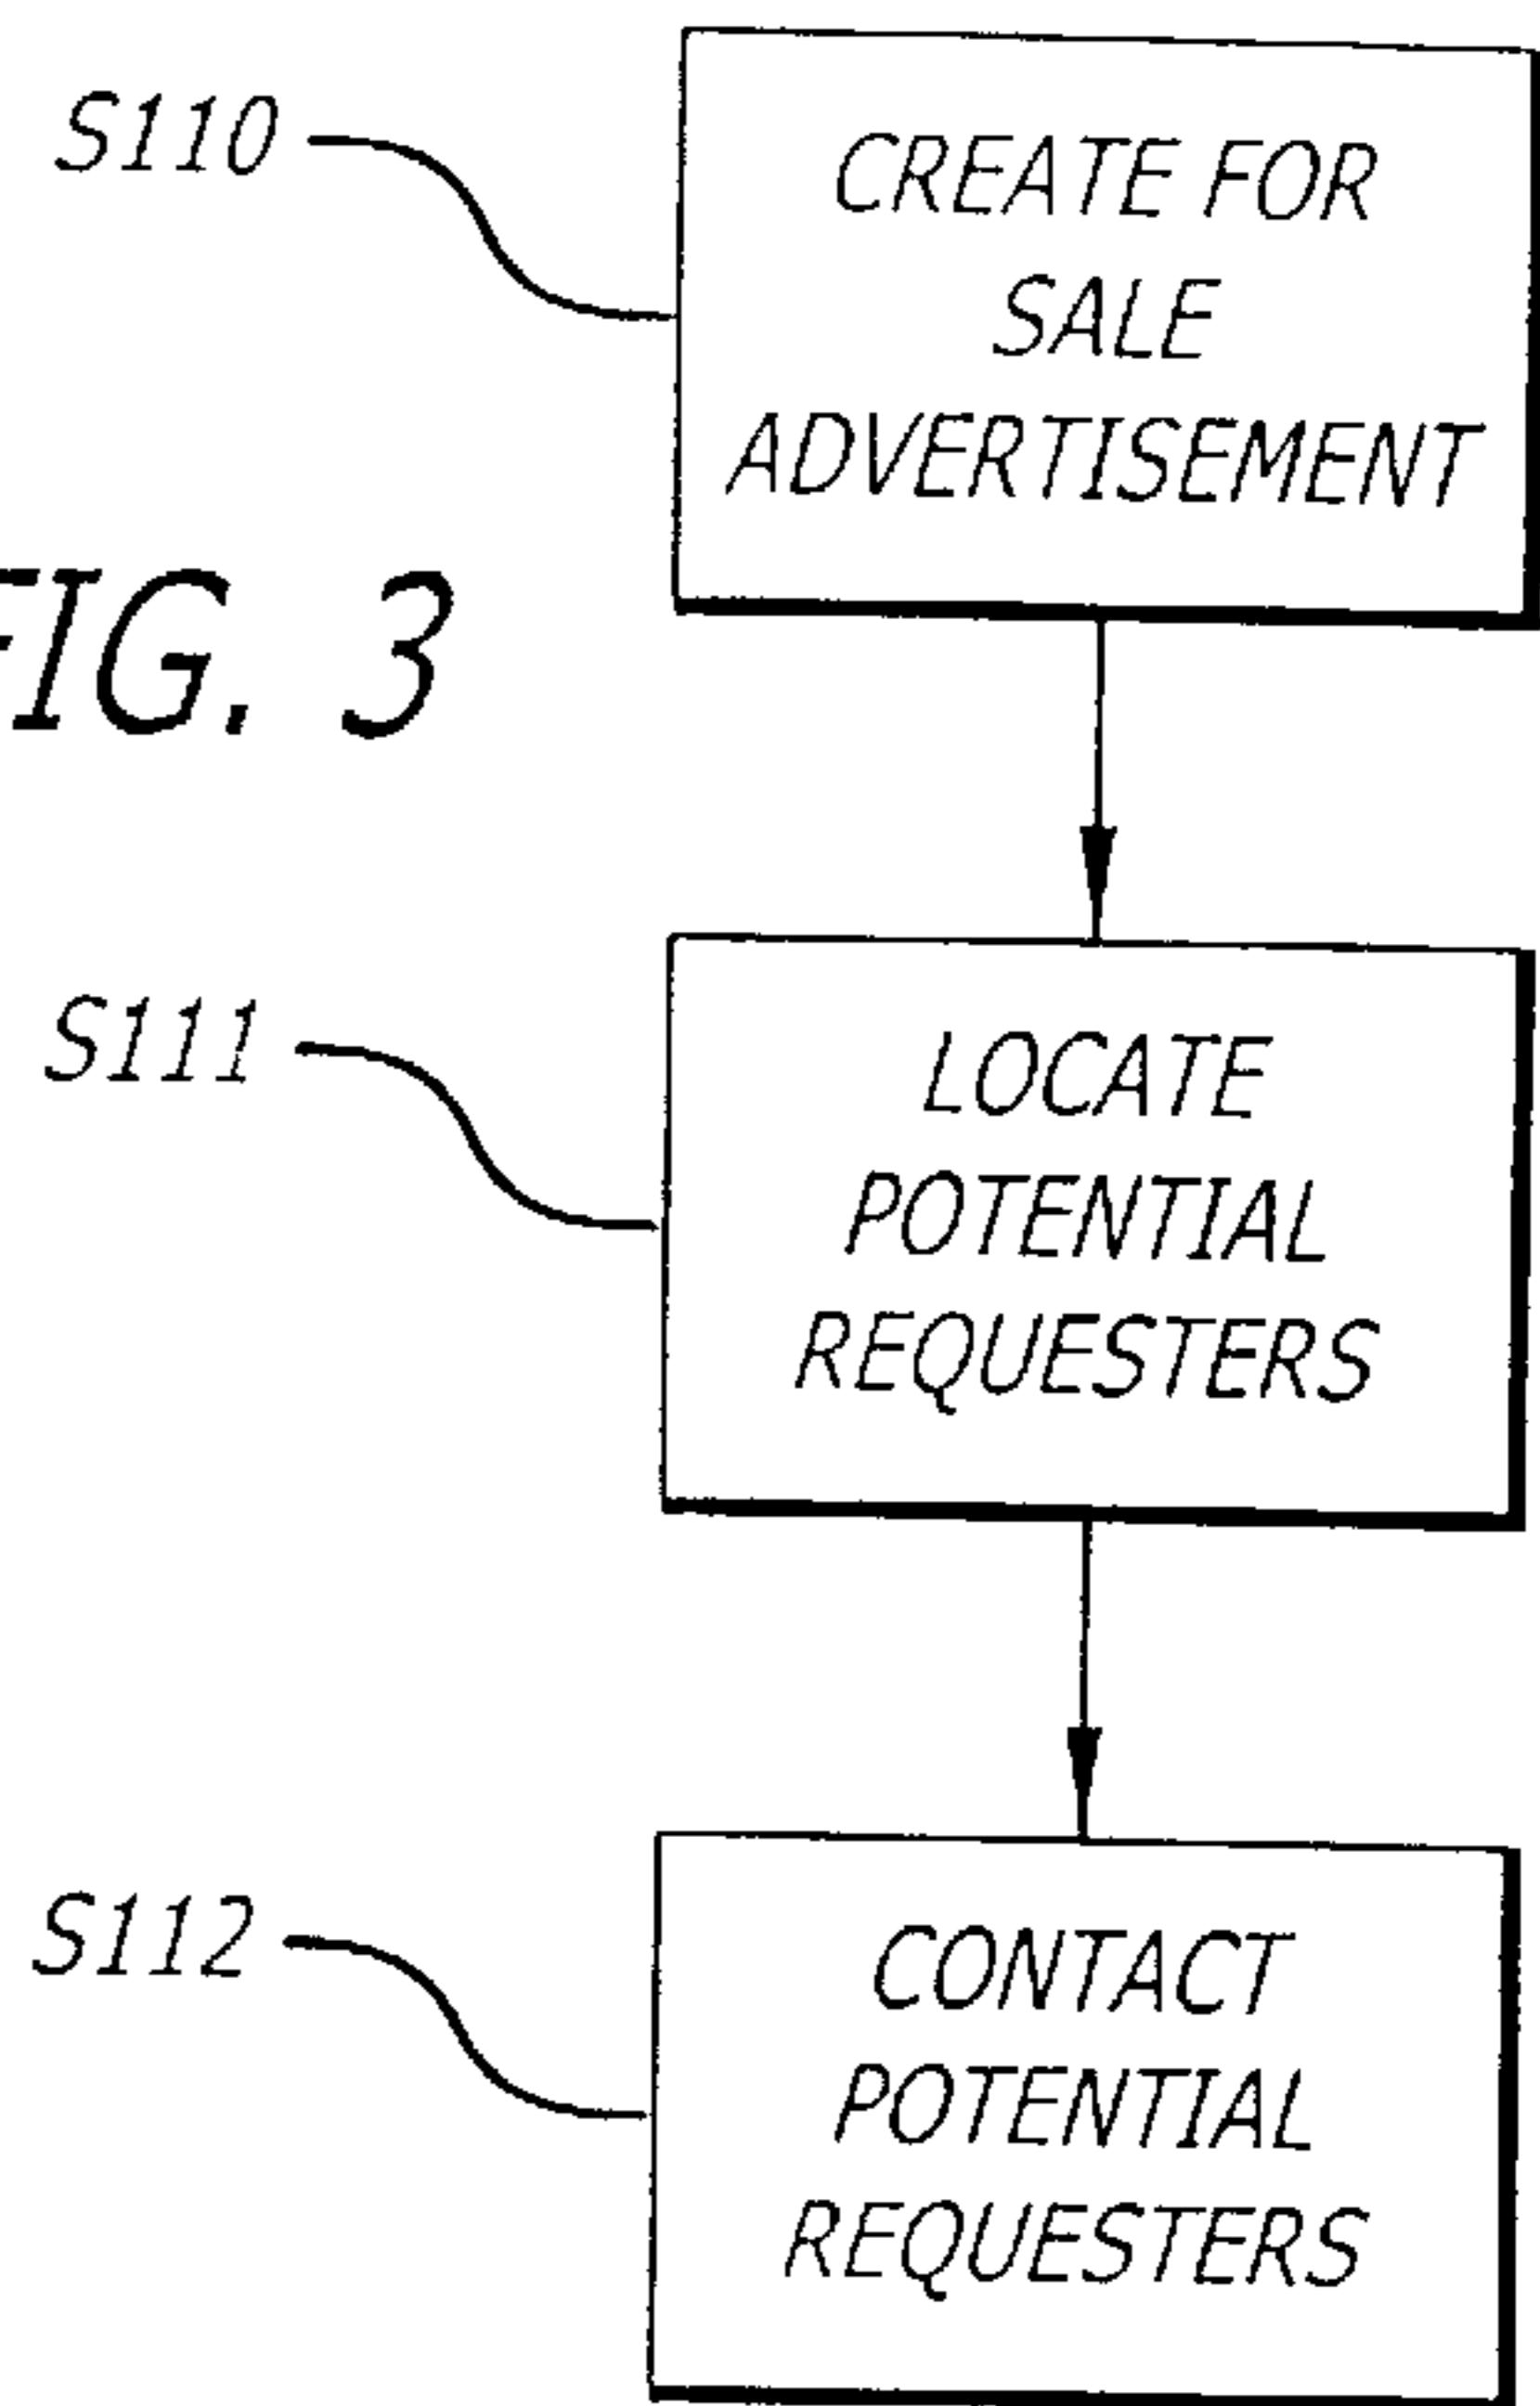 S110
CREATE FOR
SALE
ADVERTISEMENT
FIG. 3
S111
LOCATE
POTENTIAL
REQUESTERS
S112
CONTACT
POTENTIAL
REQUESTERS